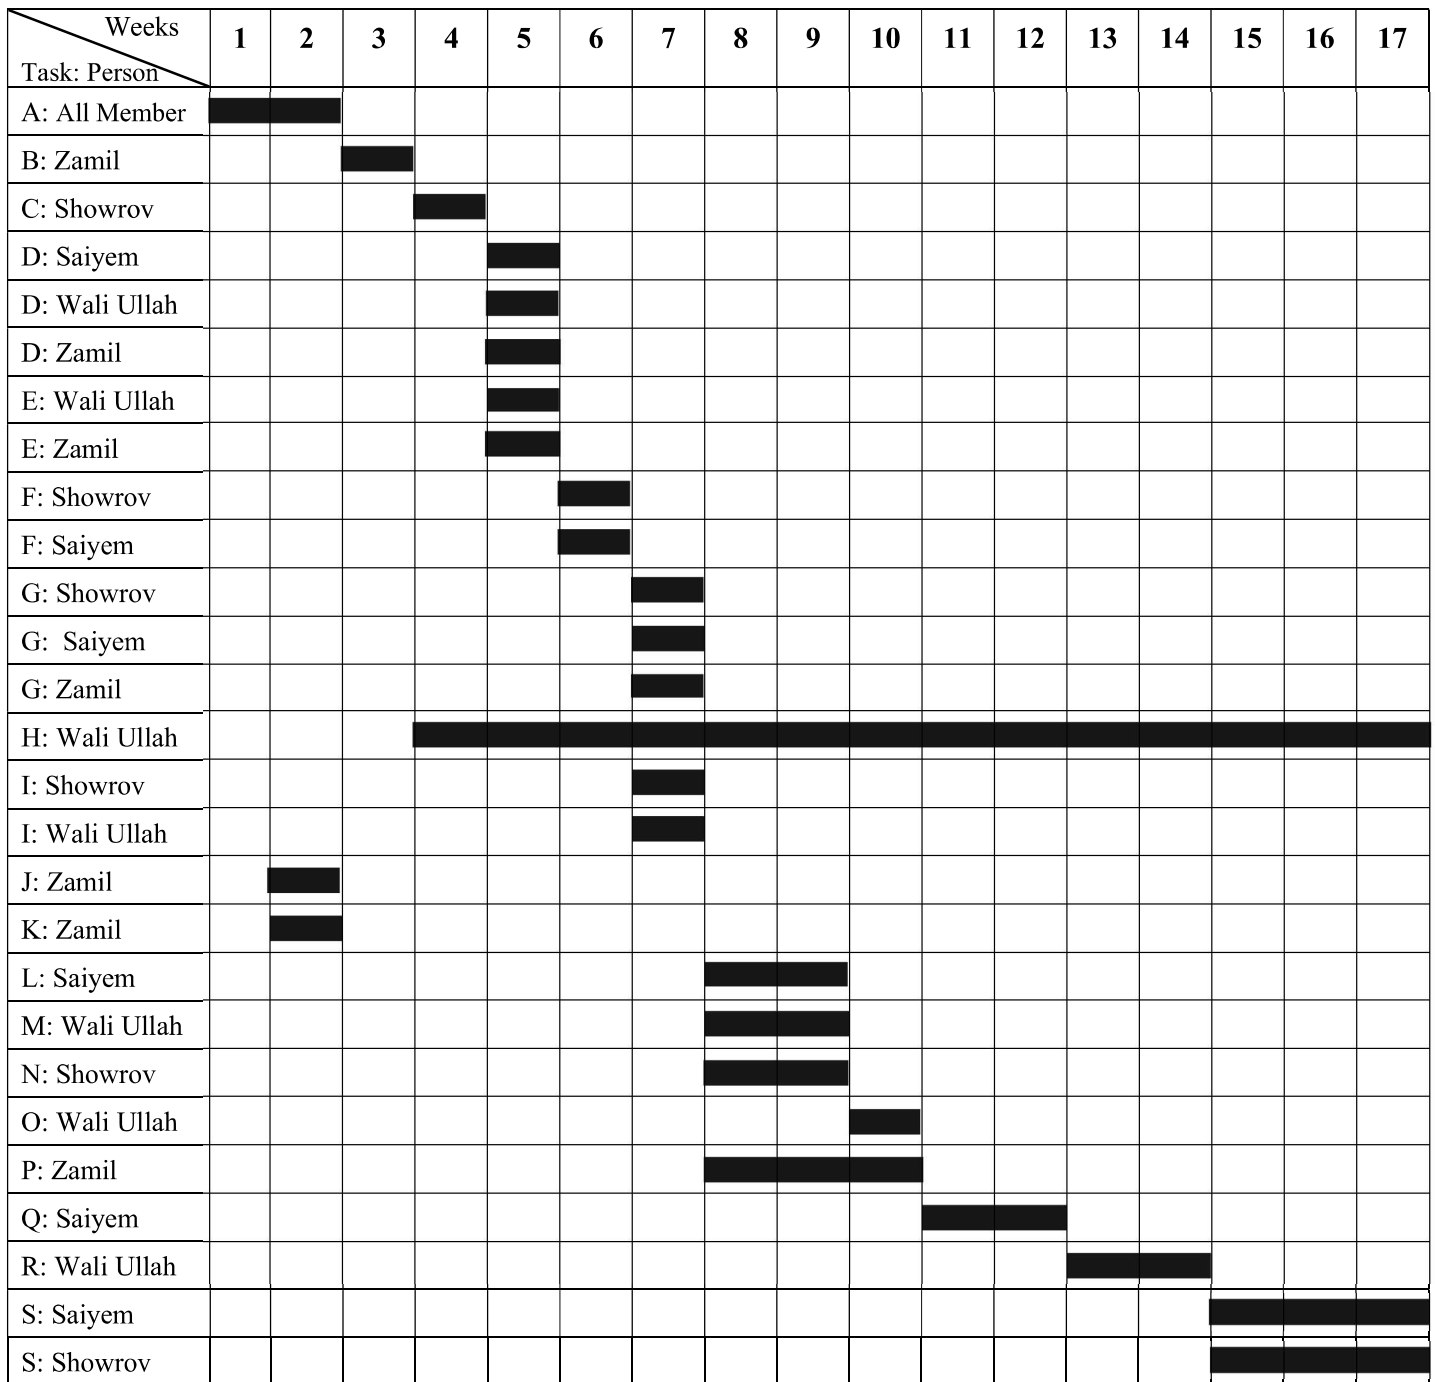 Weeks
Task: Person
1 2 3 4 5 6 7 8 9 10 11 12 13 14 15 16 17
A: All Member
B: Zamil
C: Showrov
D: Saiyem
D: Wali Ullah
D: Zamil
E: Wali Ullah
E: Zamil
F: Showrov
F: Saiyem
G: Showrov
G: Saiyem
G: Zamil
H: Wali Ullah
I: Showrov
I: Wali Ullah
J: Zamil
K: Zamil
L: Saiyem
M: Wali Ullah
N: Showrov
O: Wali Ullah
P: Zamil
Q: Saiyem
R: Wali Ullah
S: Saiyem
S: Showrov